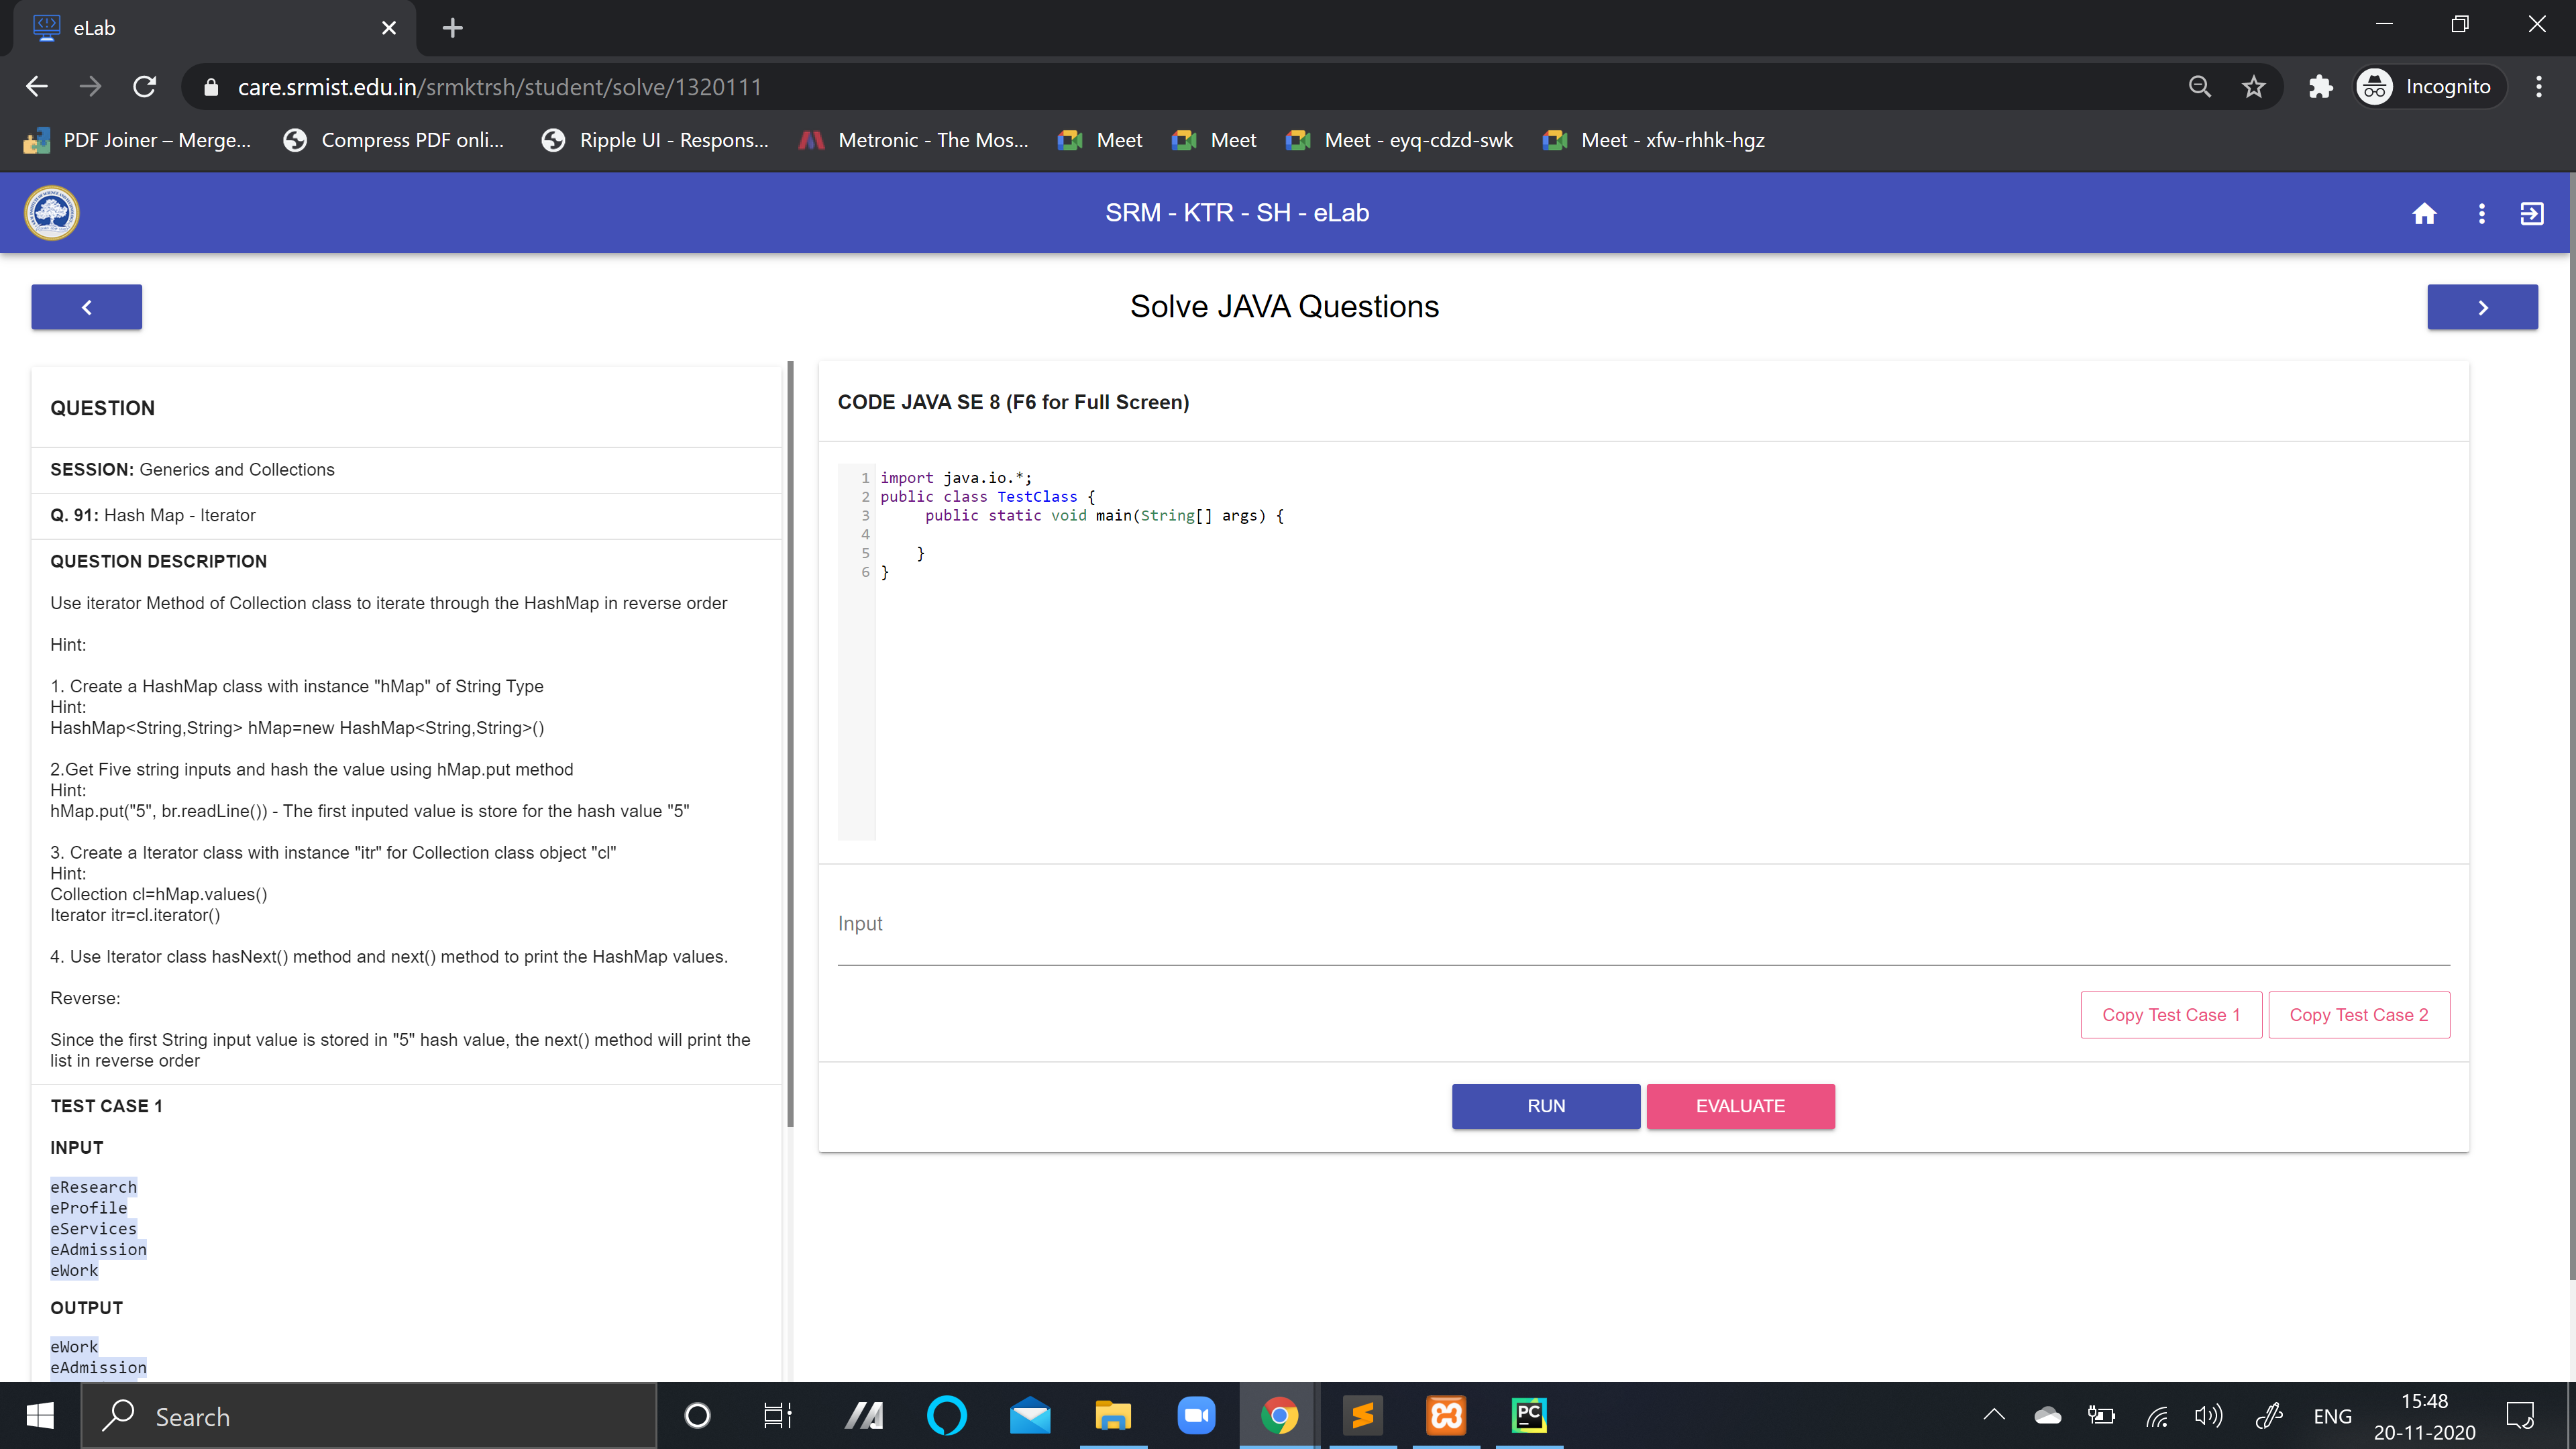 eLab
care.srmist.edu.in/srmktrsh/student/solve/1320111
Incognito
PDF Joiner – Merge...
Compress PDF onli...
Ripple UI - Respons...
Metronic - The Mos...
Meet
Meet
Meet - eyq-cdzd-swk
Meet - xfw-rhhk-hgz
SRM - KTR - SH - eLab
Solve JAVA Questions
QUESTION
SESSION: Generics and Collections
Q. 91: Hash Map - Iterator
QUESTION DESCRIPTION
Use iterator Method of Collection class to iterate through the HashMap in reverse order
Hint:
1. Create a HashMap class with instance "hMap" of String Type
Hint:
HashMap<String,String> hMap=new HashMap<String,String>()
2.Get Five string inputs and hash the value using hMap.put method
Hint:
hMap.put("5", br.readLine()) - The first inputed value is store for the hash value "5"
3. Create a Iterator class with instance "itr" for Collection class object "cl"
Hint:
Collection cl=hMap.values()
Iterator itr=cl.iterator()
4. Use Iterator class hasNext() method and next() method to print the HashMap values.
Reverse:
Since the first String input value is stored in "5" hash value, the next() method will print the
list in reverse order
TEST CASE 1
INPUT
eResearch
eProfile
eServices
eAdmission
eWork
OUTPUT
eWork
eAdmission
CODE JAVA SE 8 (F6 for Full Screen)
1 import java.io.*;
2 public class TestClass {
3 public static void main(String[] args) {
4
5 }
6 }
Input
Copy Test Case 1
Copy Test Case 2
RUN
EVALUATE
Search
PC
ENG
15:48
20-11-2020